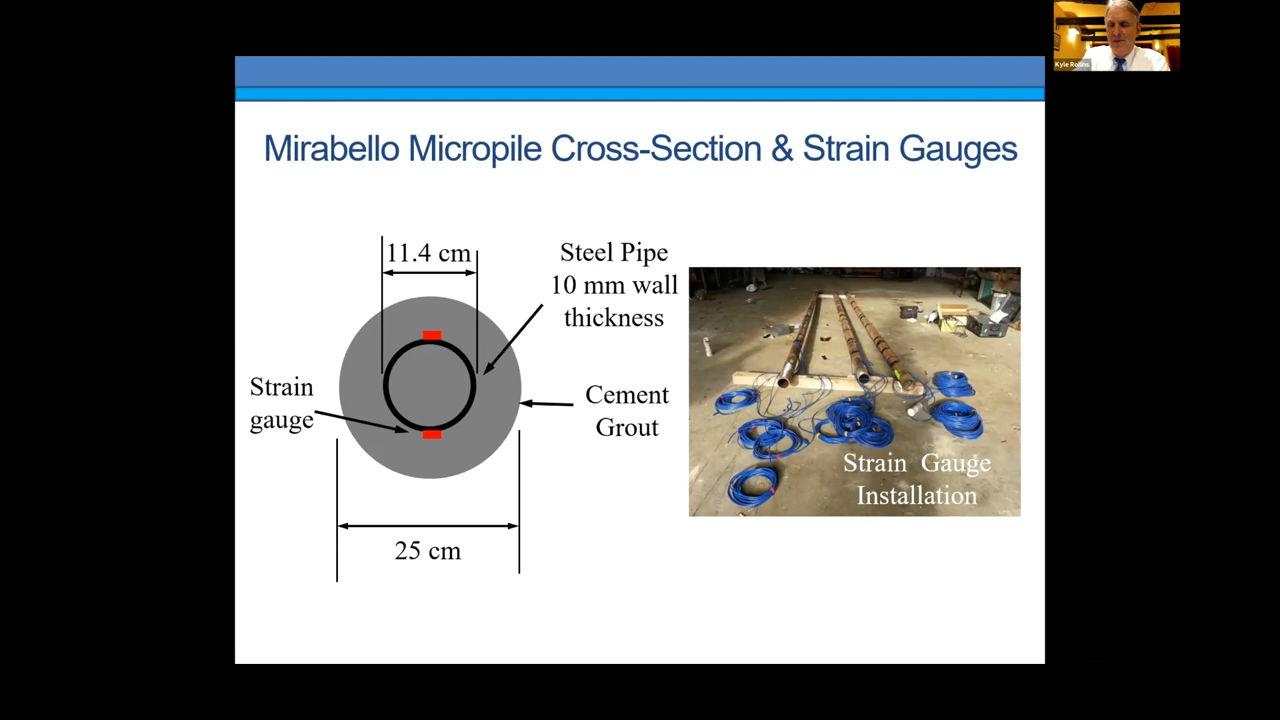 Kyle Rollins
Mirabello Micropile Cross-Section & Strain Gauges
11.4 cm
Steel Pipe
10 mm wall
thickness
Strain
gauge
Cement
Grout
25 cm
Strain Gauge
Installation